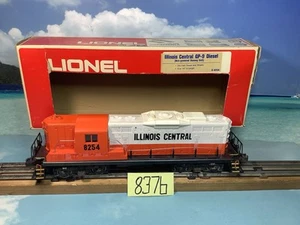 LIONEL
Illinois Central GP-9 Diesel
ILLINOIS CENTRAL
8254
8376